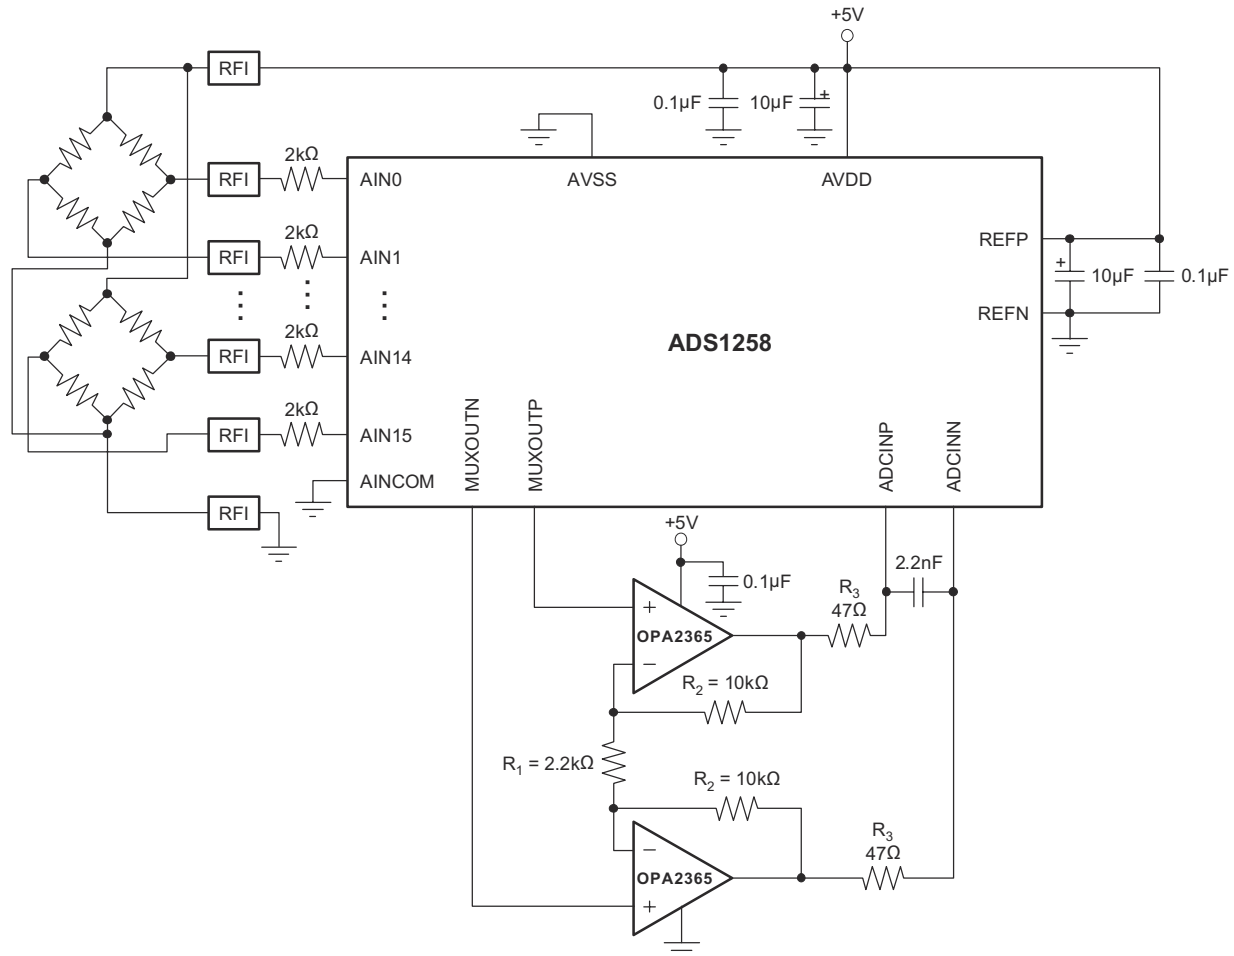 +5V
RFI
0.1µF
10µF
+
2kΩ
RFI
AIN0
AVSS
AVDD
REFP
2kΩ
RFI
AIN1
+
10µF
0.1µF
REFN
2kΩ
RFI
AIN14
ADS1258
2kΩ
RFI
AIN15
MUXOUTN
MUXOUTP
ADCINP
ADCINN
AINCOM
RFI
+5V
2.2nF
0.1µF
R3
47Ω
+
OPA2365
−
R2 = 10kΩ
R1 = 2.2kΩ
R2 = 10kΩ
R3
47Ω
−
OPA2365
+